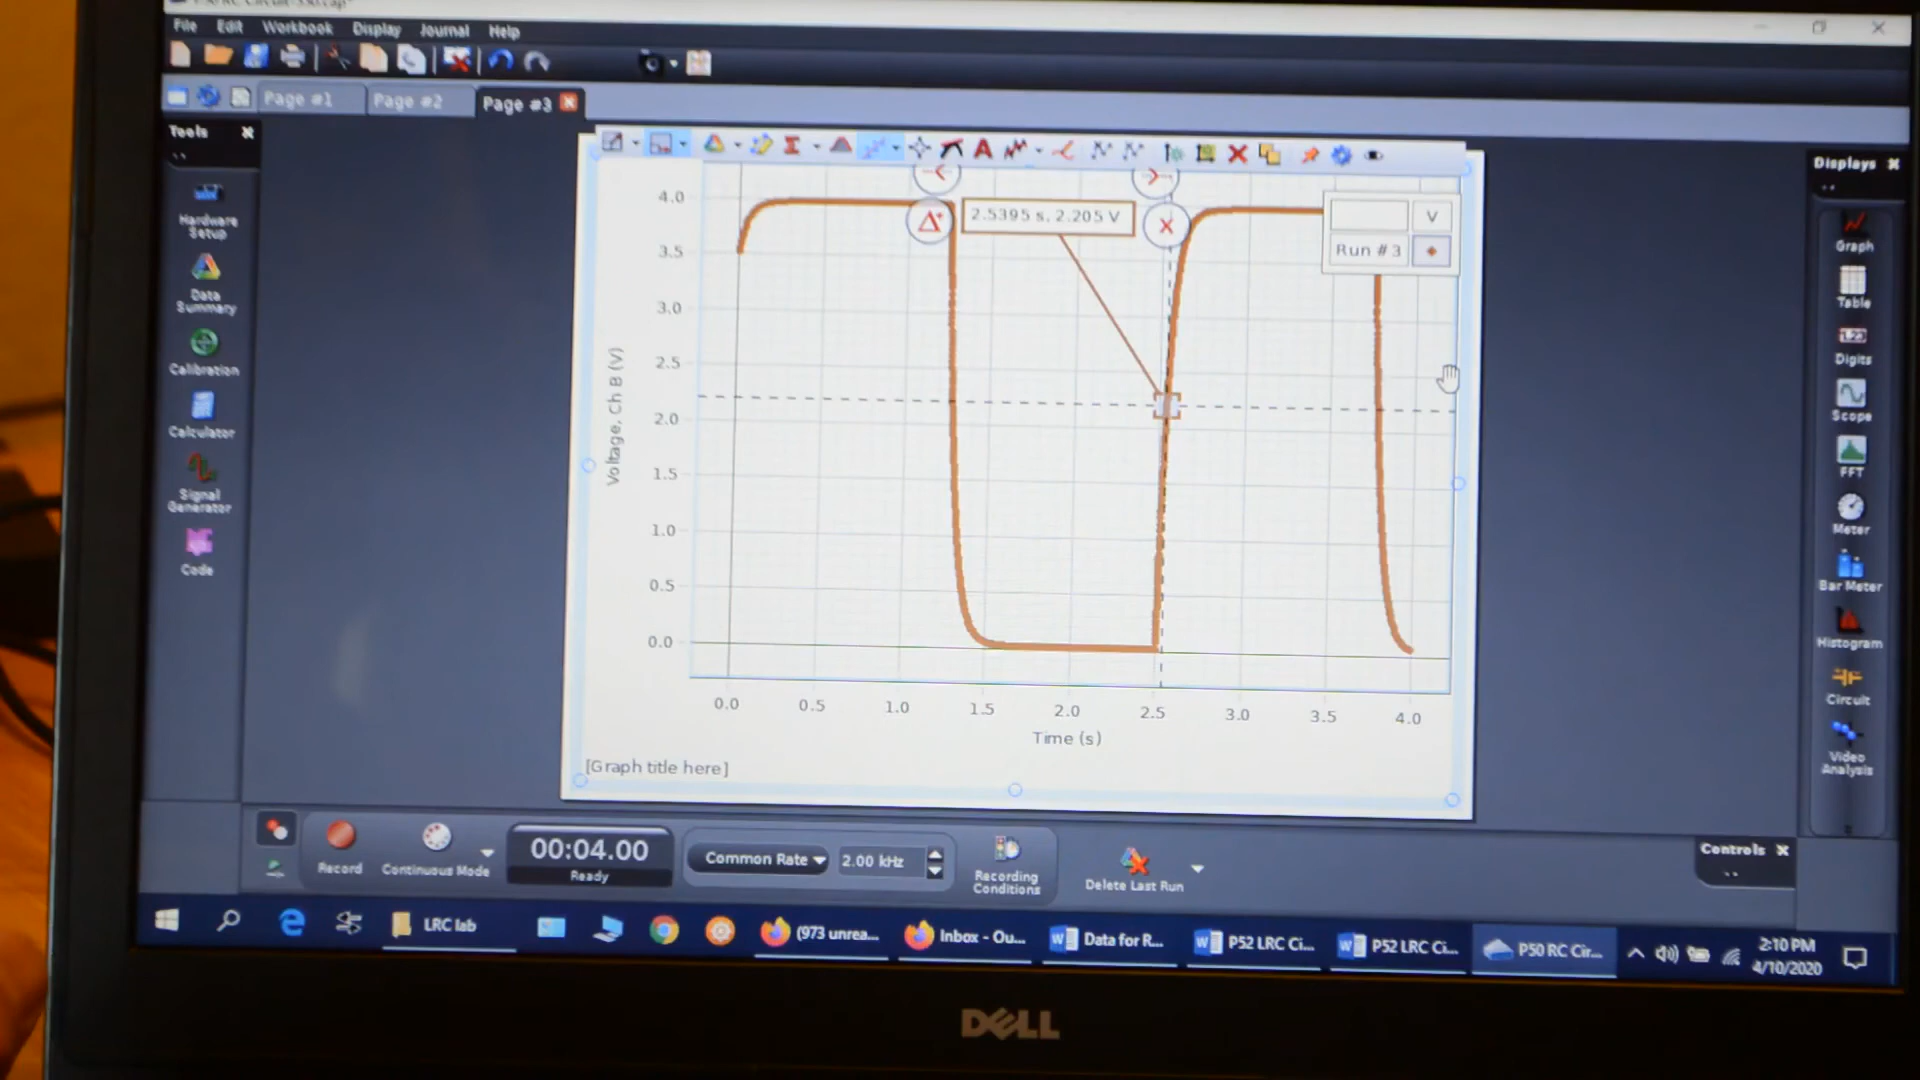 File Edit Workbook Display Journal Help
Page #1 Page #2 Page #3
Tools
Hardware
Setup
Data
Summary
Calibration
Calculator
Signal
Generator
Code
2.5395 s, 2.205 V
V
Run #3
4.0
3.5
3.0
2.5
2.0
1.5
1.0
0.5
0.0
Voltage, Ch B (V)
0.0 0.5 1.0 1.5 2.0 2.5 3.0 3.5 4.0
Time (s)
[Graph title here]
Displays
Graph
Table
Digits
Scope
FFT
Meter
Bar Meter
Histogram
Circuit
Video
Analysis
Record
Continuous Mode
00:04.00
Ready
Common Rate
2.00 kHz
Recording
Conditions
Delete Last Run
Controls
LRC lab
(973 unrea...
Inbox - Ou...
Data for R...
P52 LRC Ci...
P52 LRC Ci...
P50 RC Cir...
2:10 PM
4/10/2020
DELL